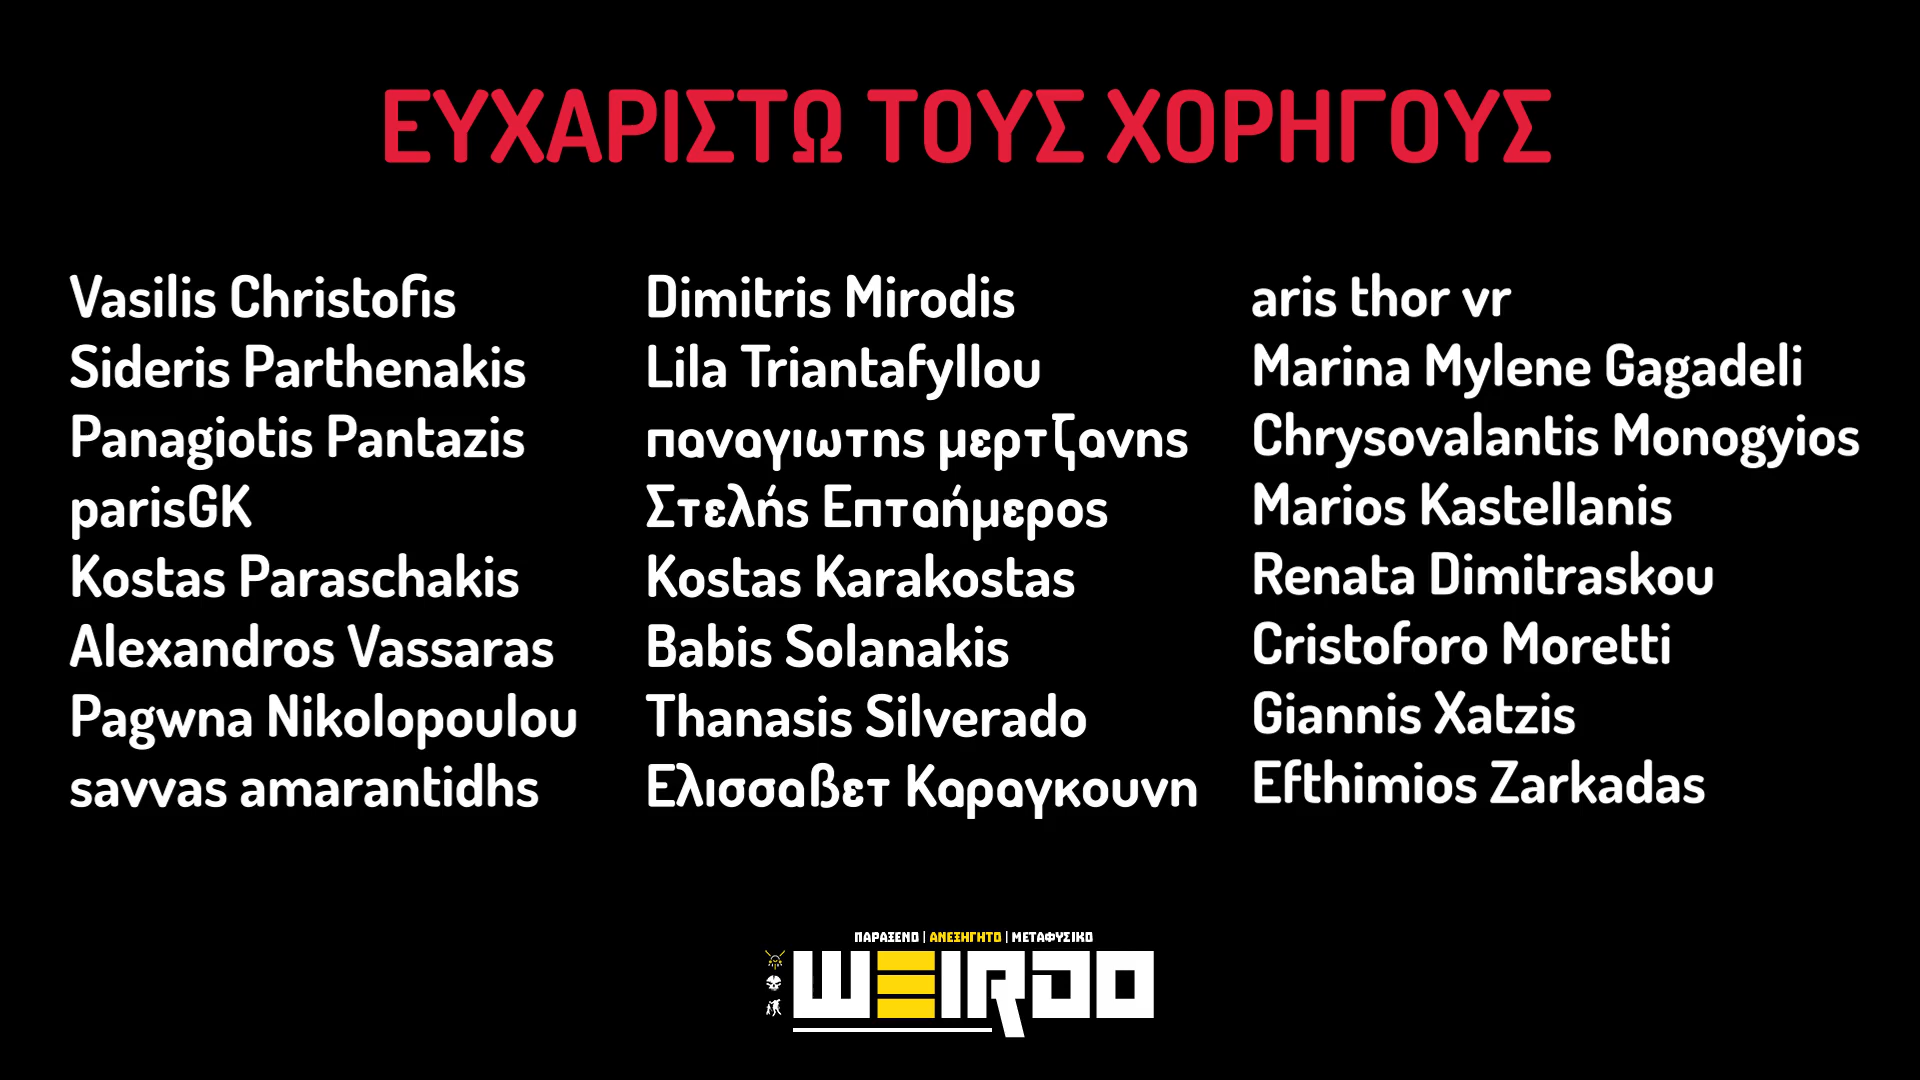 ΕΥΧΑΡΙΣΤΩ ΤΟΥΣ ΧΟΡΗΓΟΥΣ
Vasilis Christofis
Sideris Parthenakis
Panagiotis Pantazis
parisGK
Kostas Paraschakis
Alexandros Vassaras
Pagwna Nikolopoulou
savvas amarantidhs
Dimitris Mirodis
Lila Triantafyllou
παναγιωτης μερτζανης
Στελής Επταήμερος
Kostas Karakostas
Babis Solanakis
Thanasis Silverado
Ελισσαβετ Καραγκουνη
aris thor vr
Marina Mylene Gagadeli
Chrysovalantis Monogyios
Marios Kastellanis
Renata Dimitraskou
Cristoforo Moretti
Giannis Xatzis
Efthimios Zarkadas
ΠΑΡΑΞΕΝΟ | ΑΝΕΞΗΓΗΤΟ | ΜΕΤΑΦΥΣΙΚΟ
WEIRDO